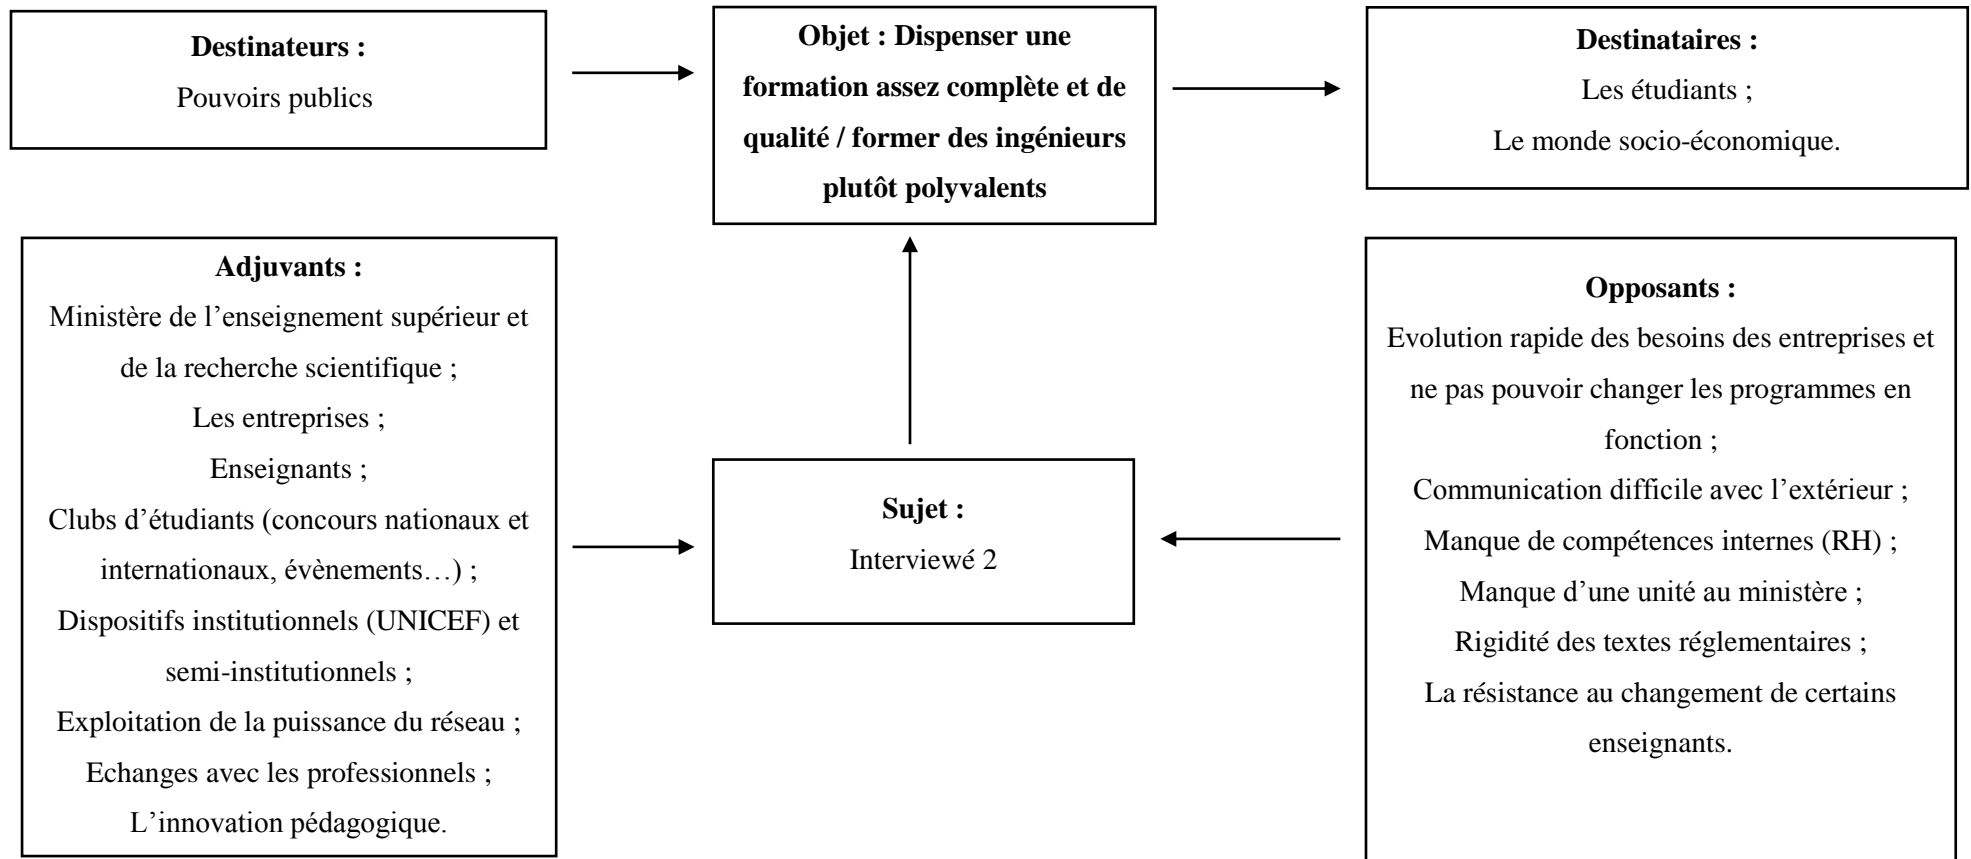 Destinateurs :
Pouvoirs publics
Objet : Dispenser une
formation assez complète et de
qualité / former des ingénieurs
plutôt polyvalents
Destinataires :
Les étudiants ;
Le monde socio-économique.
Adjuvants :
Ministère de l’enseignement supérieur et
de la recherche scientifique ;
Les entreprises ;
Enseignants ;
Clubs d’étudiants (concours nationaux et
internationaux, évènements…) ;
Dispositifs institutionnels (UNICEF) et
semi-institutionnels ;
Exploitation de la puissance du réseau ;
Echanges avec les professionnels ;
L’innovation pédagogique.
Sujet :
Interviewé 2
Opposants :
Evolution rapide des besoins des entreprises et
ne pas pouvoir changer les programmes en
fonction ;
Communication difficile avec l’extérieur ;
Manque de compétences internes (RH) ;
Manque d’une unité au ministère ;
Rigidité des textes réglementaires ;
La résistance au changement de certains
enseignants.